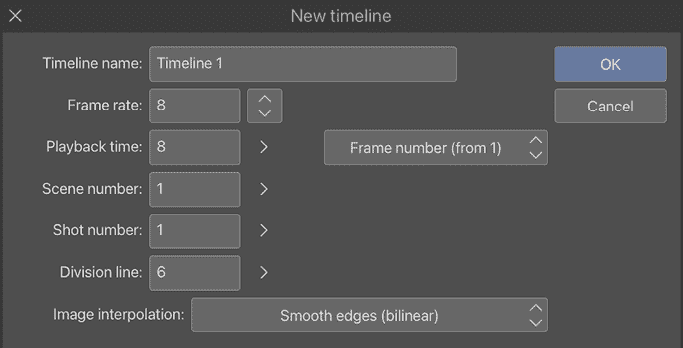 New timeline
Timeline name: Timeline 1 OK
Frame rate: 8 Cancel
Playback time: 8 Frame number (from 1)
Scene number: 1
Shot number: 1
Division line: 6
Image interpolation: Smooth edges (bilinear)